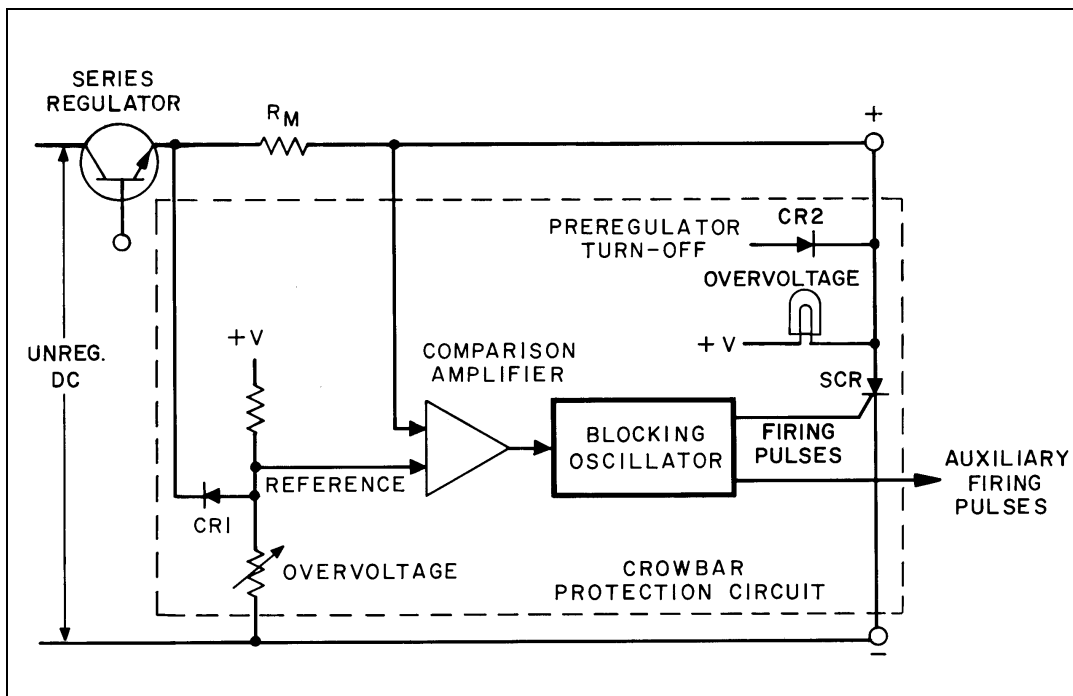 SERIES
REGULATOR
RM
+
PREREGULATOR
TURN-OFF
CR2
OVERVOLTAGE
+V
+V
UNREG.
DC
COMPARISON
AMPLIFIER
SCR
BLOCKING
OSCILLATOR
FIRING
PULSES
REFERENCE
AUXILIARY
FIRING
PULSES
CR1
OVERVOLTAGE
CROWBAR
PROTECTION CIRCUIT
–